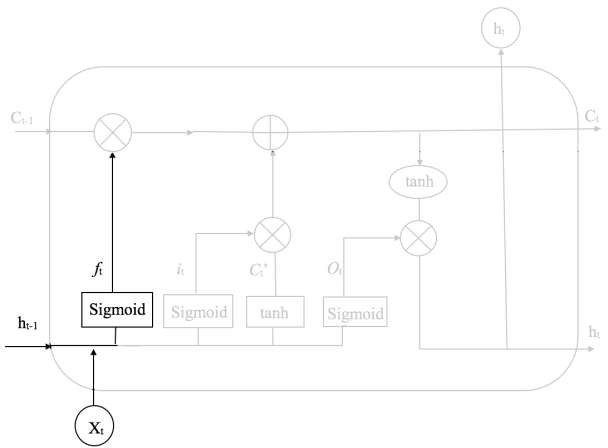 hₜ
Cₜ₋₁
Cₜ
tanh
fₜ
iₜ
Cₜ'
Oₜ
Sigmoid
Sigmoid
tanh
Sigmoid
hₜ₋₁
hₜ
Xₜ